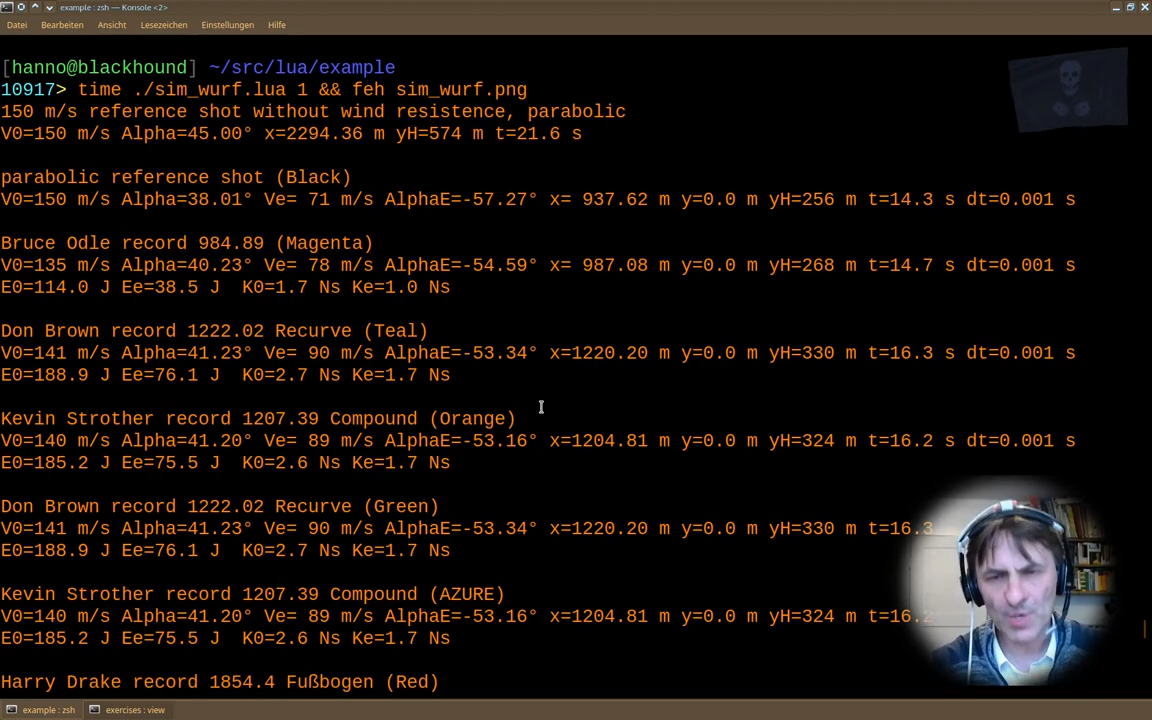 example : zsh — Konsole <2>
Datei Bearbeiten Ansicht Lesezeichen Einstellungen Hilfe
[hanno@blackhound] ~/src/lua/example
10917> time ./sim_wurf.lua 1 && feh sim_wurf.png
150 m/s reference shot without wind resistence, parabolic
V0=150 m/s Alpha=45.00° x=2294.36 m yH=574 m t=21.6 s
parabolic reference shot (Black)
V0=150 m/s Alpha=38.01° Ve= 71 m/s AlphaE=-57.27° x= 937.62 m y=0.0 m yH=256 m t=14.3 s dt=0.001 s
Bruce Odle record 984.89 (Magenta)
V0=135 m/s Alpha=40.23° Ve= 78 m/s AlphaE=-54.59° x= 987.08 m y=0.0 m yH=268 m t=14.7 s dt=0.001 s
E0=114.0 J Ee=38.5 J  K0=1.7 Ns Ke=1.0 Ns
Don Brown record 1222.02 Recurve (Teal)
V0=141 m/s Alpha=41.23° Ve= 90 m/s AlphaE=-53.34° x=1220.20 m y=0.0 m yH=330 m t=16.3 s dt=0.001 s
E0=188.9 J Ee=76.1 J  K0=2.7 Ns Ke=1.7 Ns
Kevin Strother record 1207.39 Compound (Orange)
V0=140 m/s Alpha=41.20° Ve= 89 m/s AlphaE=-53.16° x=1204.81 m y=0.0 m yH=324 m t=16.2 s dt=0.001 s
E0=185.2 J Ee=75.5 J  K0=2.6 Ns Ke=1.7 Ns
Don Brown record 1222.02 Recurve (Green)
V0=141 m/s Alpha=41.23° Ve= 90 m/s AlphaE=-53.34° x=1220.20 m y=0.0 m yH=330 m t=16.3
E0=188.9 J Ee=76.1 J  K0=2.7 Ns Ke=1.7 Ns
Kevin Strother record 1207.39 Compound (AZURE)
V0=140 m/s Alpha=41.20° Ve= 89 m/s AlphaE=-53.16° x=1204.81 m y=0.0 m yH=324 m t=16.2
E0=185.2 J Ee=75.5 J  K0=2.6 Ns Ke=1.7 Ns
Harry Drake record 1854.4 Fußbogen (Red)
example : zsh exercises : view